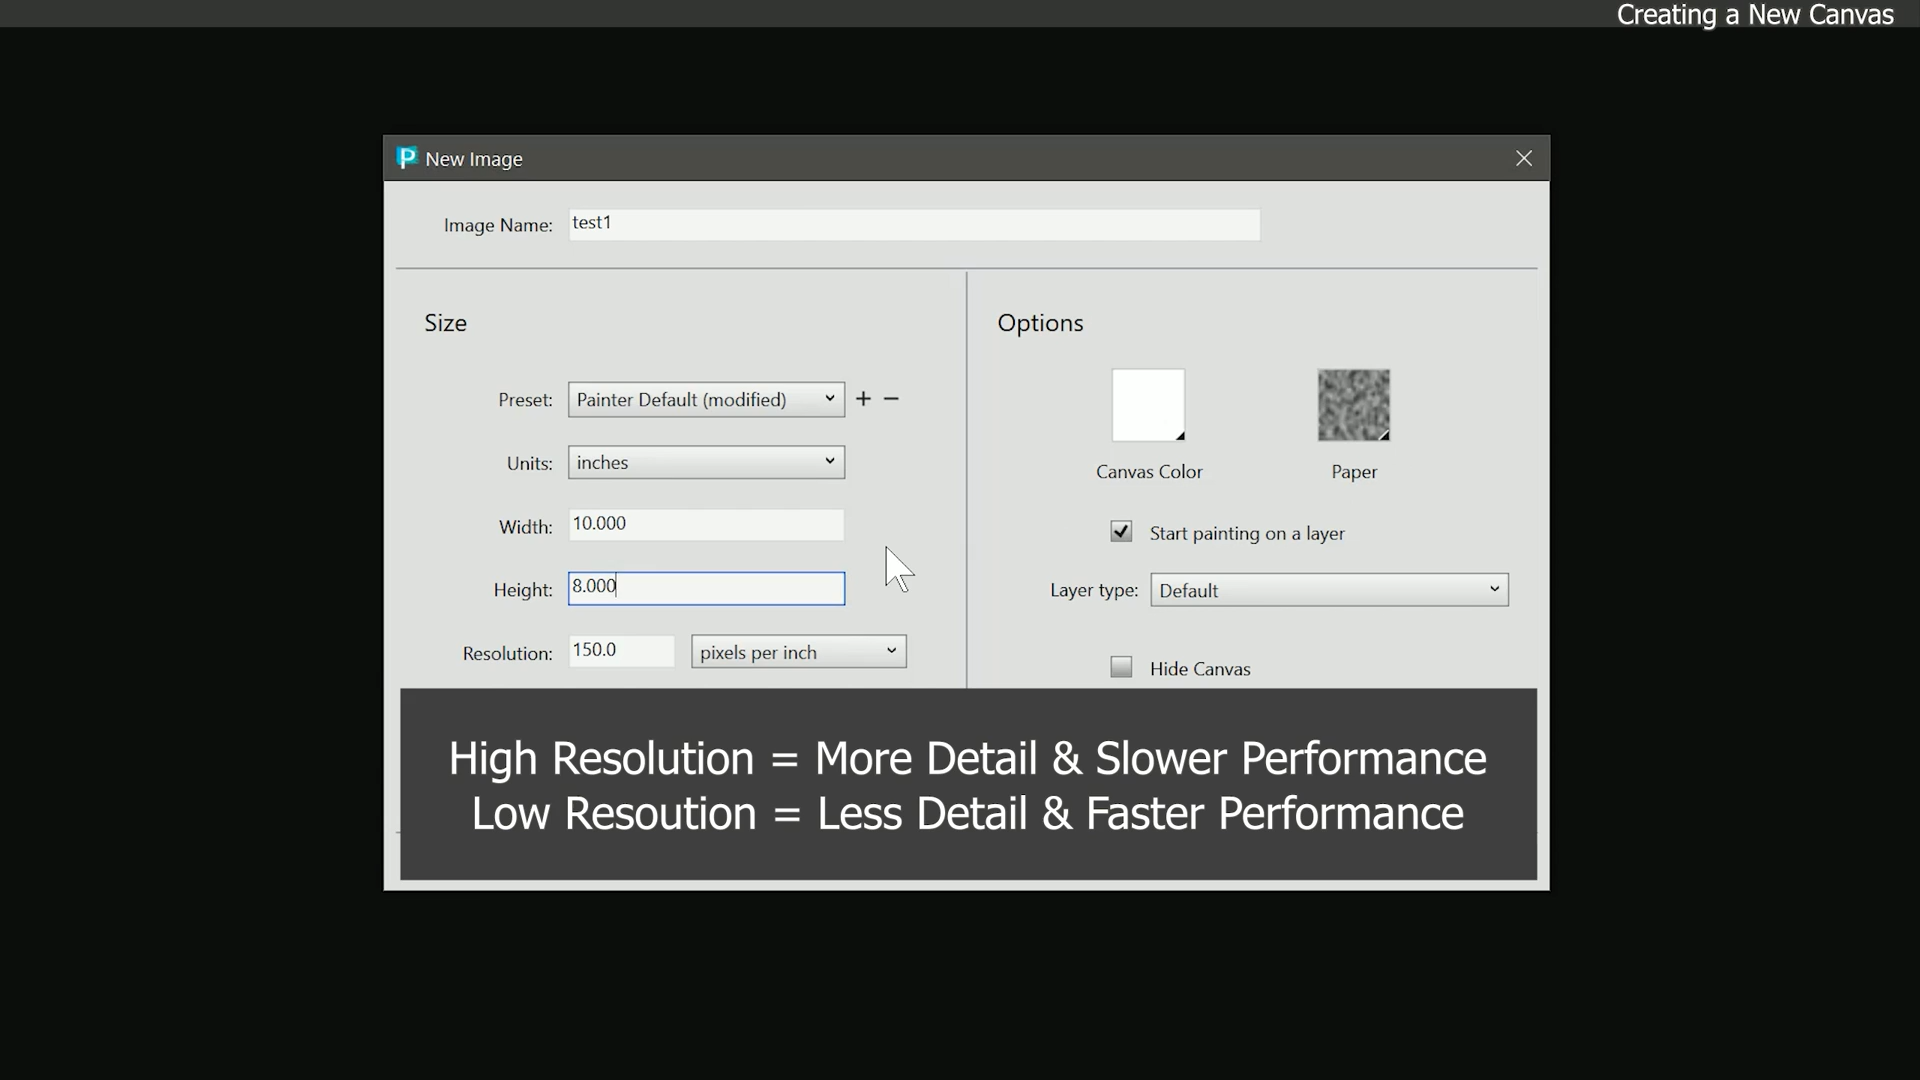 Creating a New Canvas
P New Image
Image Name: test1
Size
Options
Preset: Painter Default (modified)
Units: inches
Canvas Color
Paper
Width: 10.000
Start painting on a layer
Height: 8.000
Layer type: Default
Resolution: 150.0 pixels per inch
Hide Canvas
High Resolution = More Detail & Slower Performance
Low Resoution = Less Detail & Faster Performance